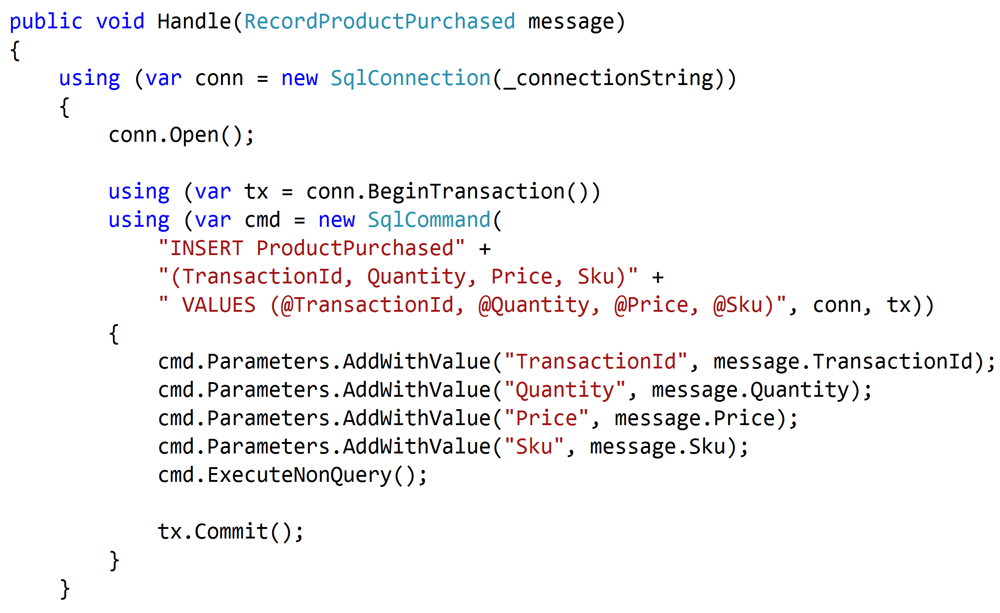 public void Handle(RecordProductPurchased message)
{
    using (var conn = new SqlConnection(_connectionString))
    {
        conn.Open();

        using (var tx = conn.BeginTransaction())
        using (var cmd = new SqlCommand(
            "INSERT ProductPurchased" +
            "(TransactionId, Quantity, Price, Sku)" +
            " VALUES (@TransactionId, @Quantity, @Price, @Sku)", conn, tx))
        {
            cmd.Parameters.AddWithValue("TransactionId", message.TransactionId);
            cmd.Parameters.AddWithValue("Quantity", message.Quantity);
            cmd.Parameters.AddWithValue("Price", message.Price);
            cmd.Parameters.AddWithValue("Sku", message.Sku);
            cmd.ExecuteNonQuery();

            tx.Commit();
        }
    }